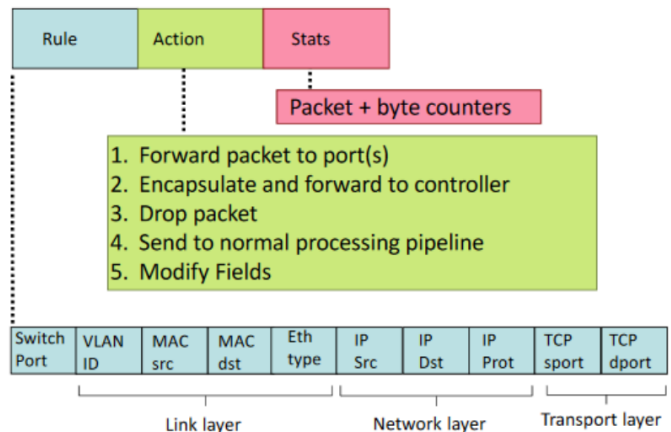 Rule Action Stats
Packet + byte counters
1. Forward packet to port(s)
2. Encapsulate and forward to controller
3. Drop packet
4. Send to normal processing pipeline
5. Modify Fields
Switch Port
VLAN ID
MAC src
MAC dst
Eth type
IP Src
IP Dst
IP Prot
TCP sport
TCP dport
Link layer
Network layer
Transport layer